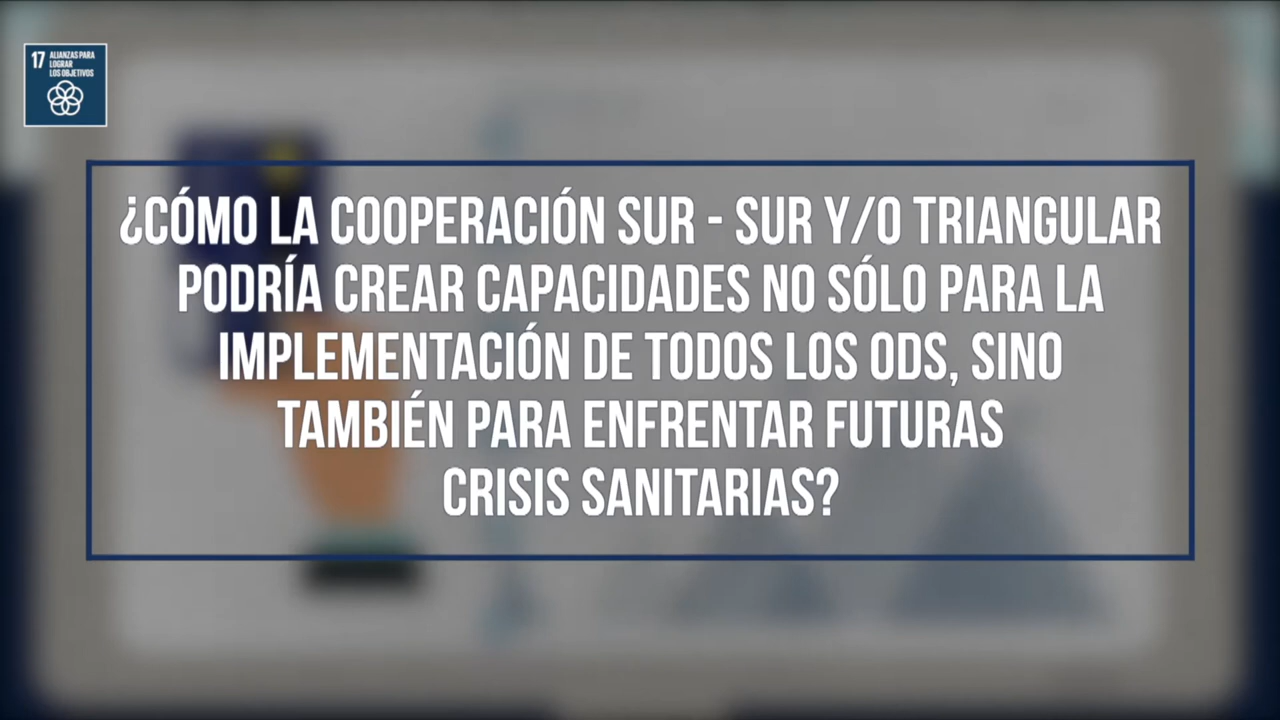 17 ALIANZAS PARA
LOGRAR
LOS OBJETIVOS
¿CÓMO LA COOPERACIÓN SUR - SUR Y/O TRIANGULAR
PODRÍA CREAR CAPACIDADES NO SÓLO PARA LA
IMPLEMENTACIÓN DE TODOS LOS ODS, SINO
TAMBIÉN PARA ENFRENTAR FUTURAS
CRISIS SANITARIAS?